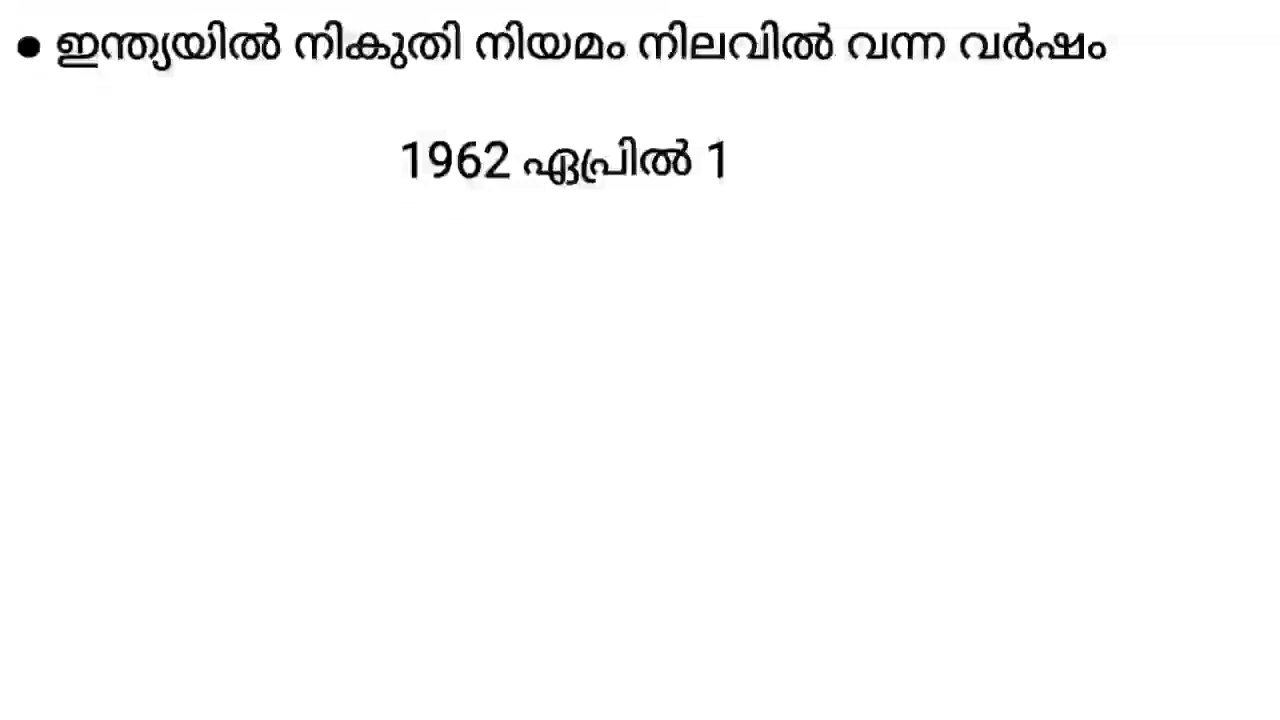 ● ഇന്ത്യയിൽ നികുതി നിയമം നിലവിൽ വന്ന വർഷം
1962 ഏപ്രിൽ 1